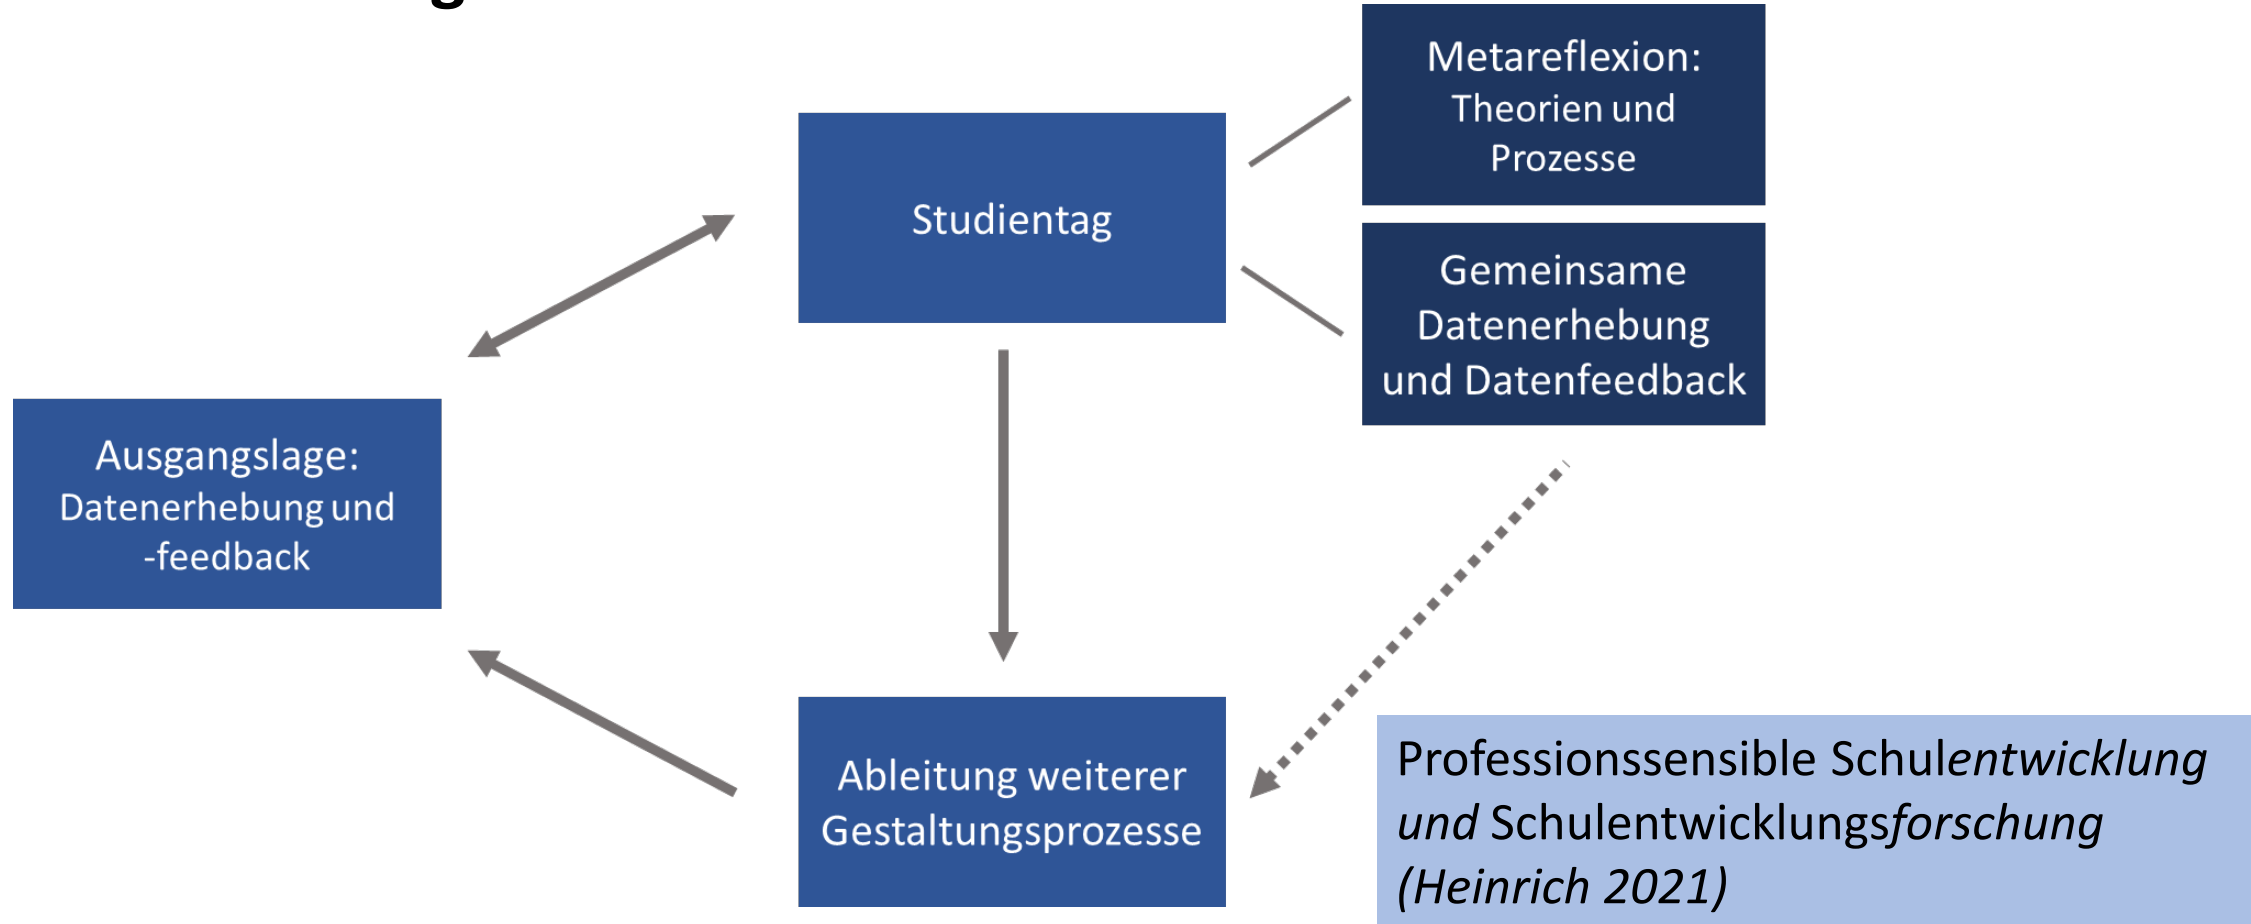 Metareflexion:
Theorien und
Prozesse
Studientag
Gemeinsame
Datenerhebung
und Datenfeedback
Ausgangslage:
Datenerhebung und
-feedback
Ableitung weiterer
Gestaltungsprozesse
Professionssensible Schulentwicklung
und Schulentwicklungsforschung
(Heinrich 2021)